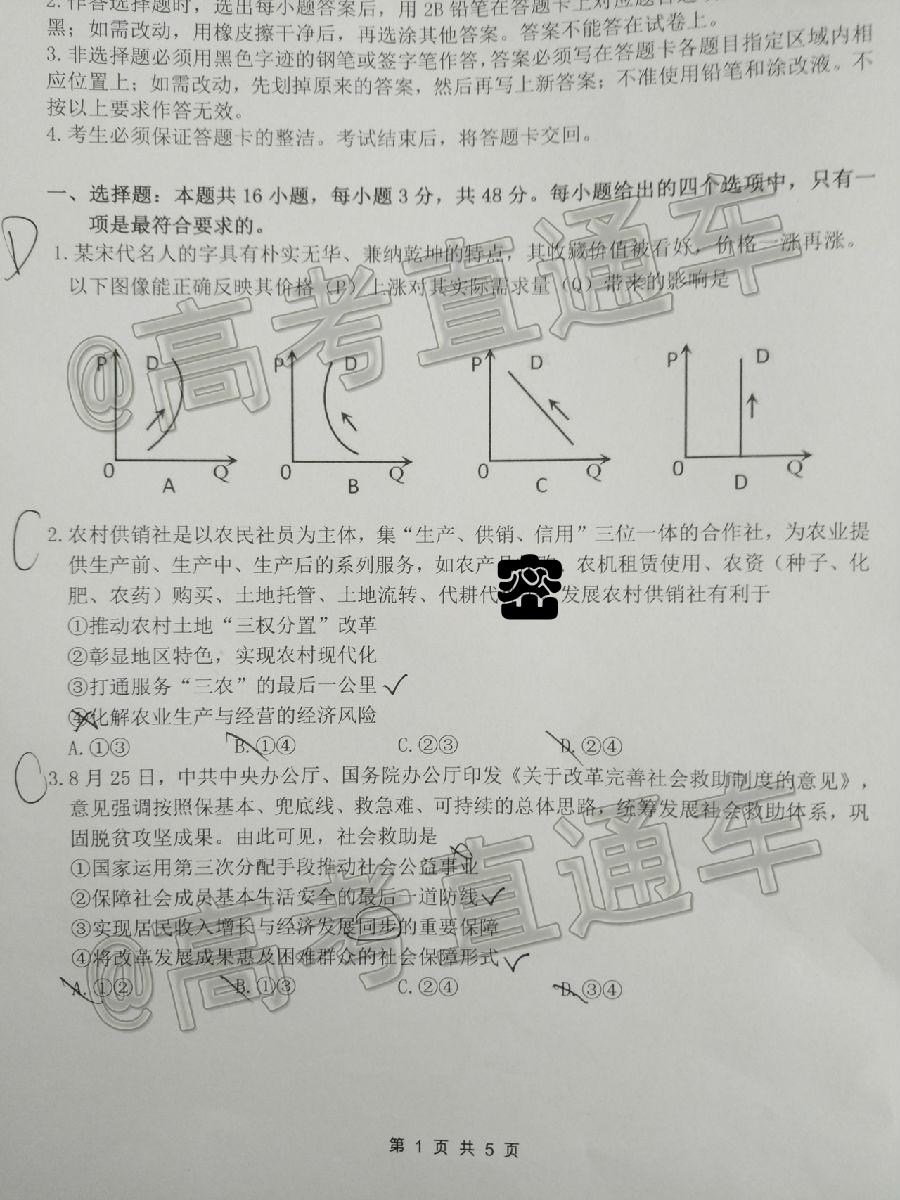 2.作答选择题时，选出每小题答案后，用2B铅笔在答题卡上对应题目
黑；如需改动，用橡皮擦干净后，再选涂其他答案。答案不能答在试卷上。
3.非选择题必须用黑色字迹的钢笔或签字笔作答，答案必须写在答题卡各题目指定区域内相
应位置上；如需改动，先划掉原来的答案，然后再写上新答案；不准使用铅笔和涂改液。不
按以上要求作答无效。
4.考生必须保证答题卡的整洁。考试结束后，将答题卡交回。
一、选择题：本题共16小题，每小题3分，共48分。每小题给出的四个选项中，只有一
项是最符合要求的。
D
1.某宋代名人的字具有朴实无华、兼纳乾坤的特点，其收藏价值被看好，价格一涨再涨。
以下图像能正确反映其价格（P）上涨对其实际需求量（Q）带来的影响是
P D P D P D P D
0 Q 0 Q 0 Q 0 Q
A B C D
@高考直通车
C
2.农村供销社是以农民社员为主体，集“生产、供销、信用”三位一体的合作社，为农业提
供生产前、生产中、生产后的系列服务，如农产品 农机租赁使用、农资（种子、化
肥、农药）购买、土地托管、土地流转、代耕代 发展农村供销社有利于
①推动农村土地“三权分置”改革
②彰显地区特色，实现农村现代化
③打通服务“三农”的最后一公里
④化解农业生产与经营的经济风险
A.①③ B.①④ C.②③ D.②④
C
3.8月25日，中共中央办公厅、国务院办公厅印发《关于改革完善社会救助制度的意见》，
意见强调按照保基本、兜底线、救急难、可持续的总体思路，统筹发展社会救助体系，巩
固脱贫攻坚成果。由此可见，社会救助是
①国家运用第三次分配手段推动社会公益事业
②保障社会成员基本生活安全的最后一道防线
③实现居民收入增长与经济发展同步的重要保障
④将改革发展成果惠及困难群众的社会保障形式
A.①② B.①③ C.②④ D.③④
@高考直通车
第 1 页 共 5 页